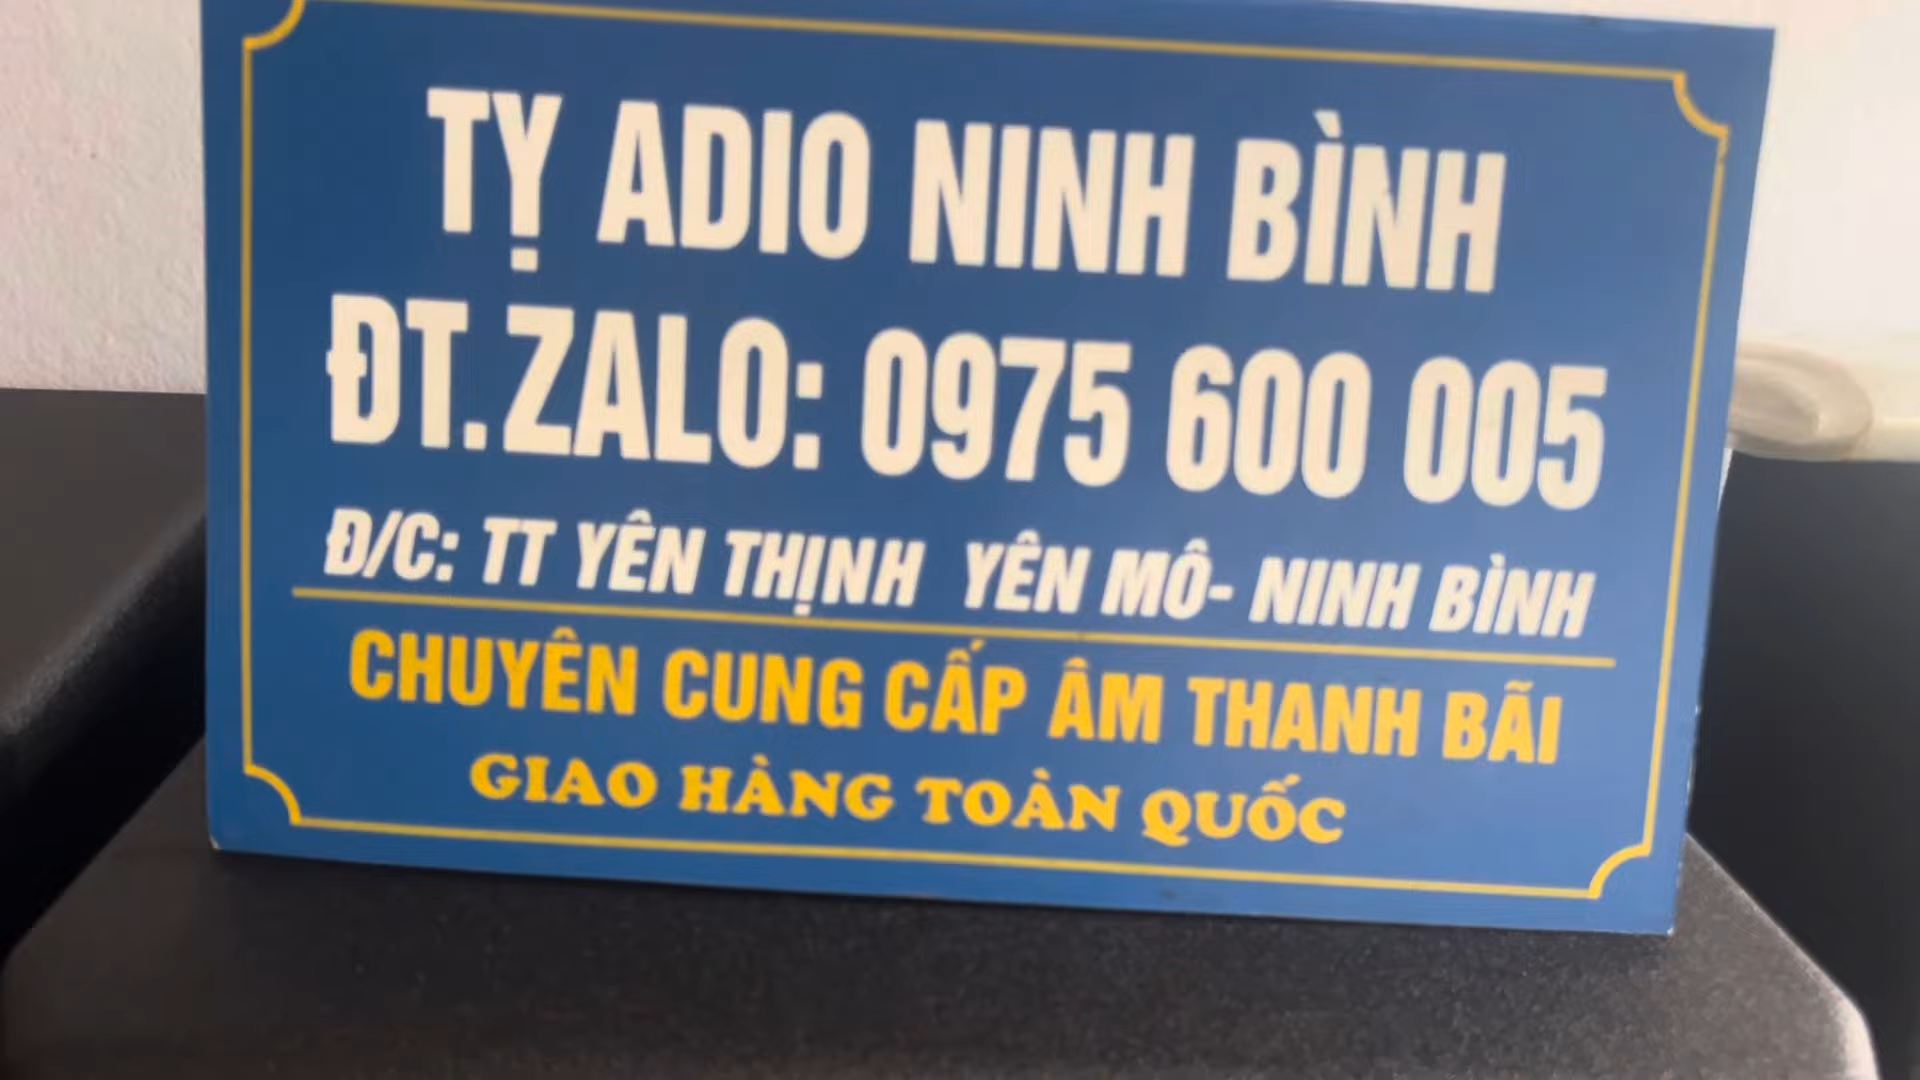 TỴ ADIO NINH BÌNH
ĐT.ZALO: 0975 600 005
Đ/C: TT YÊN THỊNH YÊN MÔ- NINH BÌNH
CHUYÊN CUNG CẤP ÂM THANH BÃI
GIAO HÀNG TOÀN QUỐC